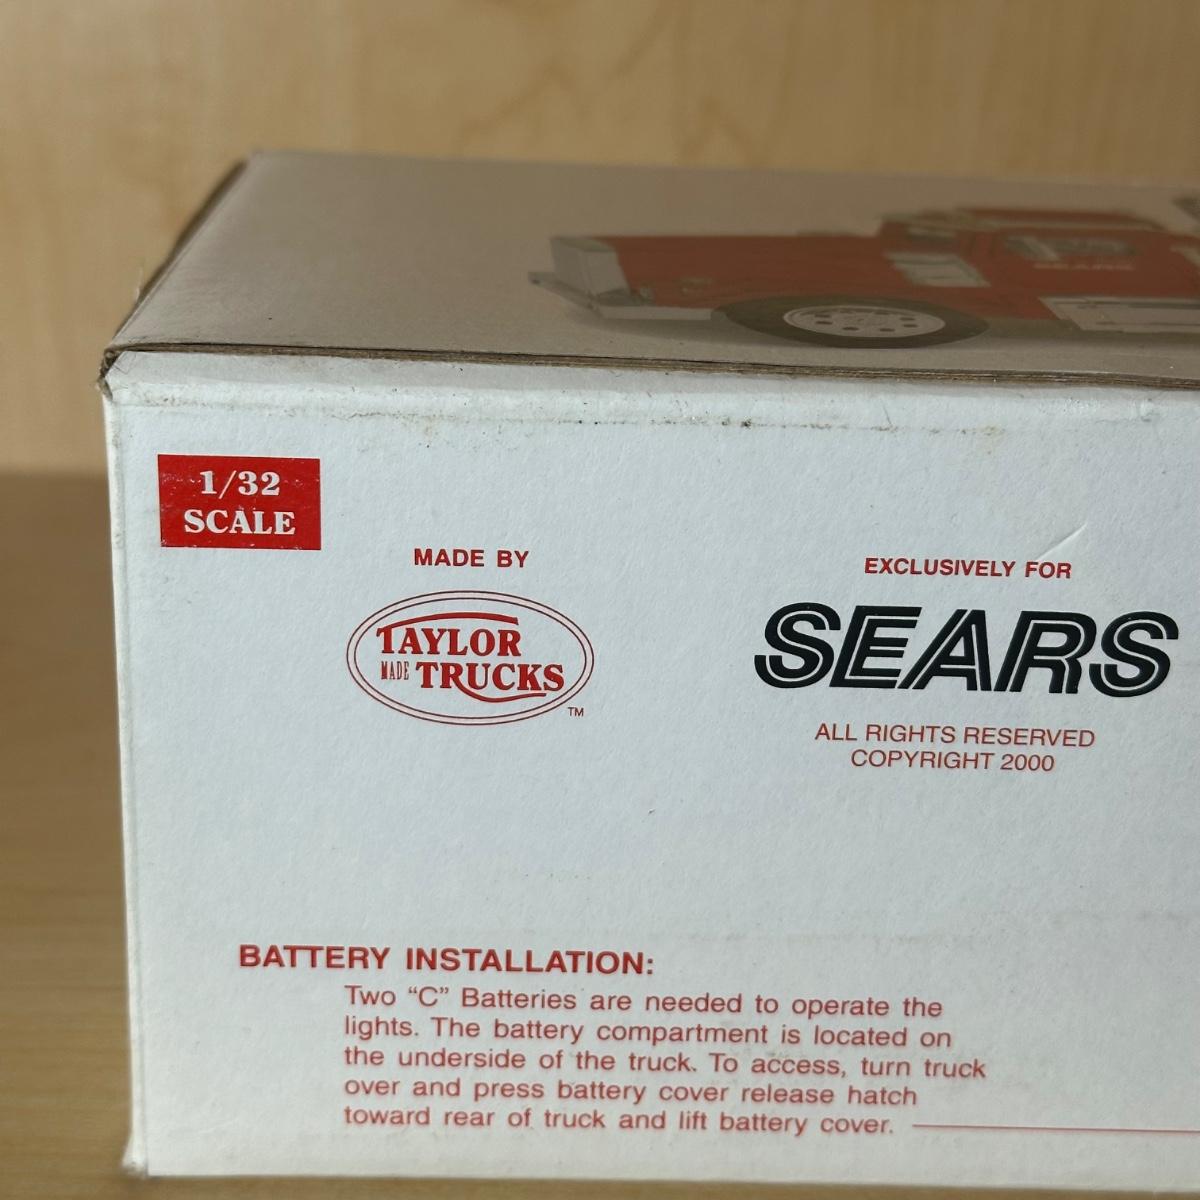 SEARS
1/32
SCALE
MADE BY
TAYLOR
MADE TRUCKS
TM
EXCLUSIVELY FOR
SEARS
ALL RIGHTS RESERVED
COPYRIGHT 2000
BATTERY INSTALLATION:
Two “C” Batteries are needed to operate the
lights. The battery compartment is located on
the underside of the truck. To access, turn truck
over and press battery cover release hatch
toward rear of truck and lift battery cover.